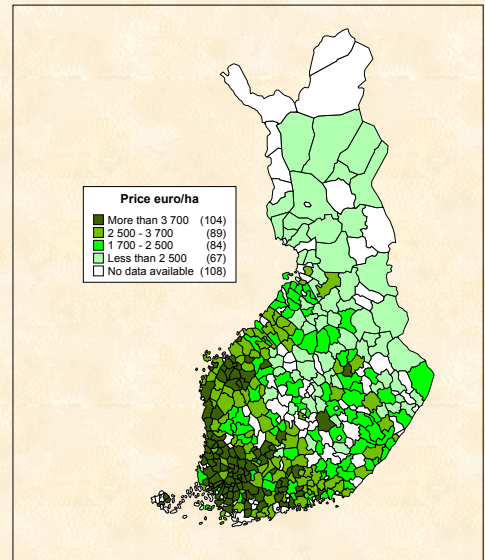 Price euro/ha
More than 3 700 (104)
2 500 - 3 700 (89)
1 700 - 2 500 (84)
Less than 2 500 (67)
No data available (108)